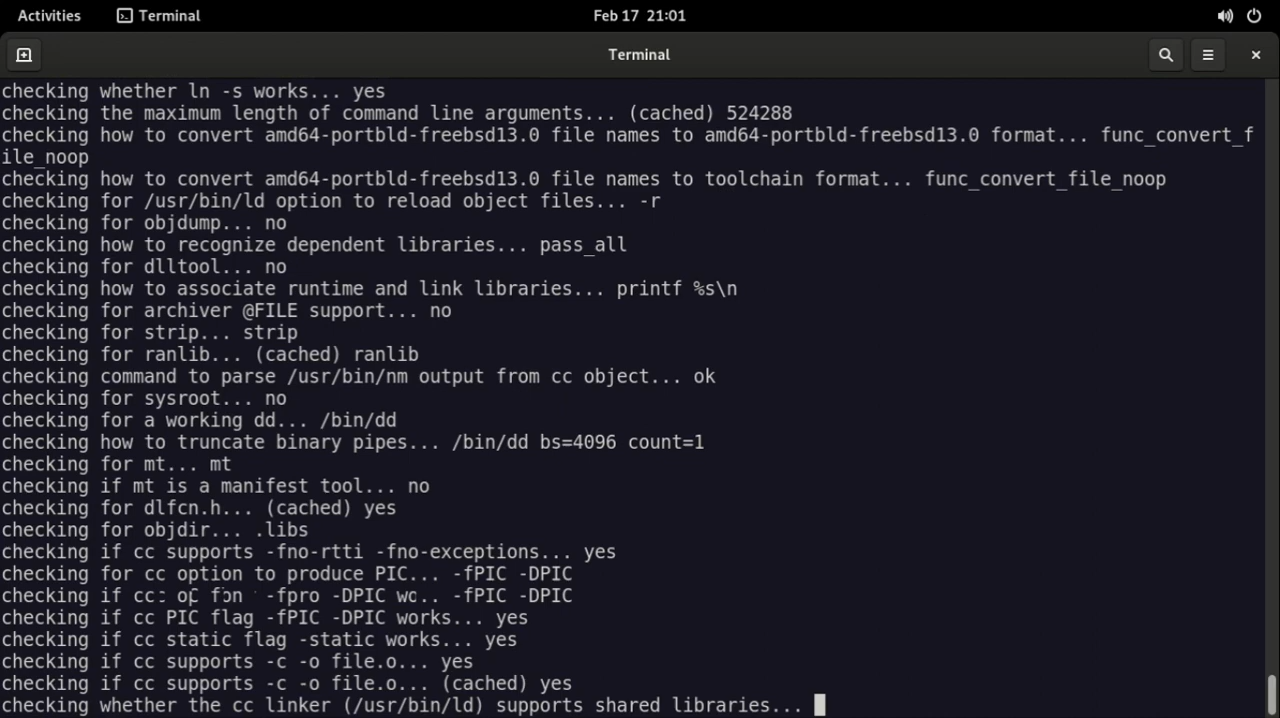 Activities Terminal Feb 17 21:01
Terminal
checking whether ln -s works... yes
checking the maximum length of command line arguments... (cached) 524288
checking how to convert amd64-portbld-freebsd13.0 file names to amd64-portbld-freebsd13.0 format... func_convert_f
ile_noop
checking how to convert amd64-portbld-freebsd13.0 file names to toolchain format... func_convert_file_noop
checking for /usr/bin/ld option to reload object files... -r
checking for objdump... no
checking how to recognize dependent libraries... pass_all
checking for dlltool... no
checking how to associate runtime and link libraries... printf %s\n
checking for archiver @FILE support... no
checking for strip... strip
checking for ranlib... (cached) ranlib
checking command to parse /usr/bin/nm output from cc object... ok
checking for sysroot... no
checking for a working dd... /bin/dd
checking how to truncate binary pipes... /bin/dd bs=4096 count=1
checking for mt... mt
checking if mt is a manifest tool... no
checking for dlfcn.h... (cached) yes
checking for objdir... .libs
checking if cc supports -fno-rtti -fno-exceptions... yes
checking for cc option to produce PIC... -fPIC -DPIC
checking if -DPIC -fPIC -DPIC
checking if cc PIC flag -fPIC -DPIC works... yes
checking if cc static flag -static works... yes
checking if cc supports -c -o file.o... yes
checking if cc supports -c -o file.o... (cached) yes
checking whether the cc linker (/usr/bin/ld) supports shared libraries...